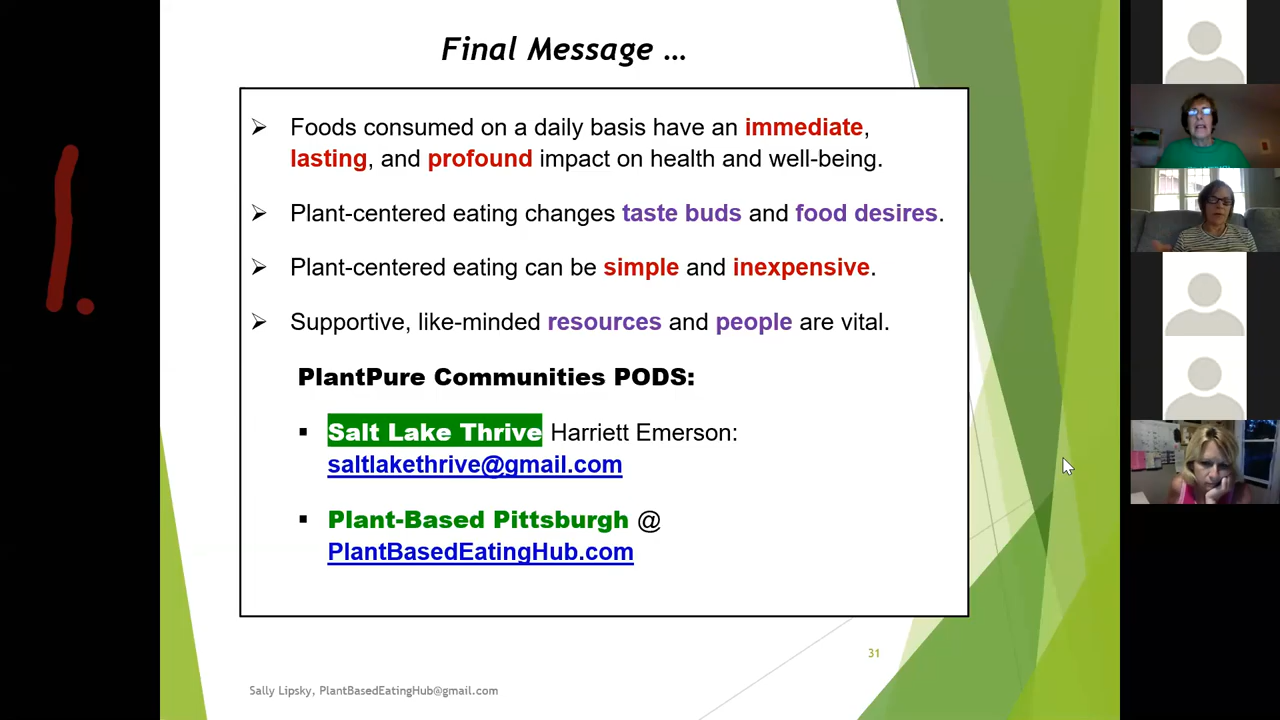 1.
Final Message …
➢ Foods consumed on a daily basis have an immediate,
lasting, and profound impact on health and well-being.
➢ Plant-centered eating changes taste buds and food desires.
➢ Plant-centered eating can be simple and inexpensive.
➢ Supportive, like-minded resources and people are vital.
PlantPure Communities PODS:
▪ Salt Lake Thrive Harriett Emerson:
saltlakethrive@gmail.com
▪ Plant-Based Pittsburgh @
PlantBasedEatingHub.com
31
Sally Lipsky, PlantBasedEatingHub@gmail.com